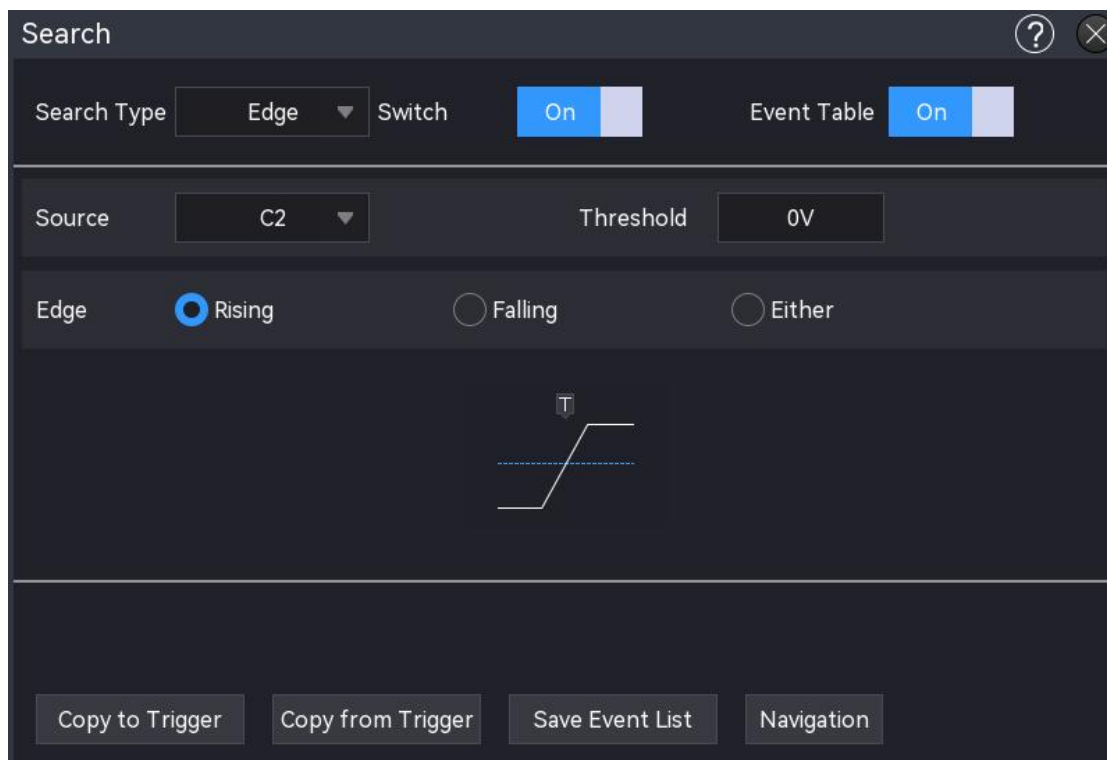 Search ?
Search Type Edge Switch On Event Table On
Source C2 Threshold 0V
Edge Rising Falling Either
T
Copy to Trigger Copy from Trigger Save Event List Navigation